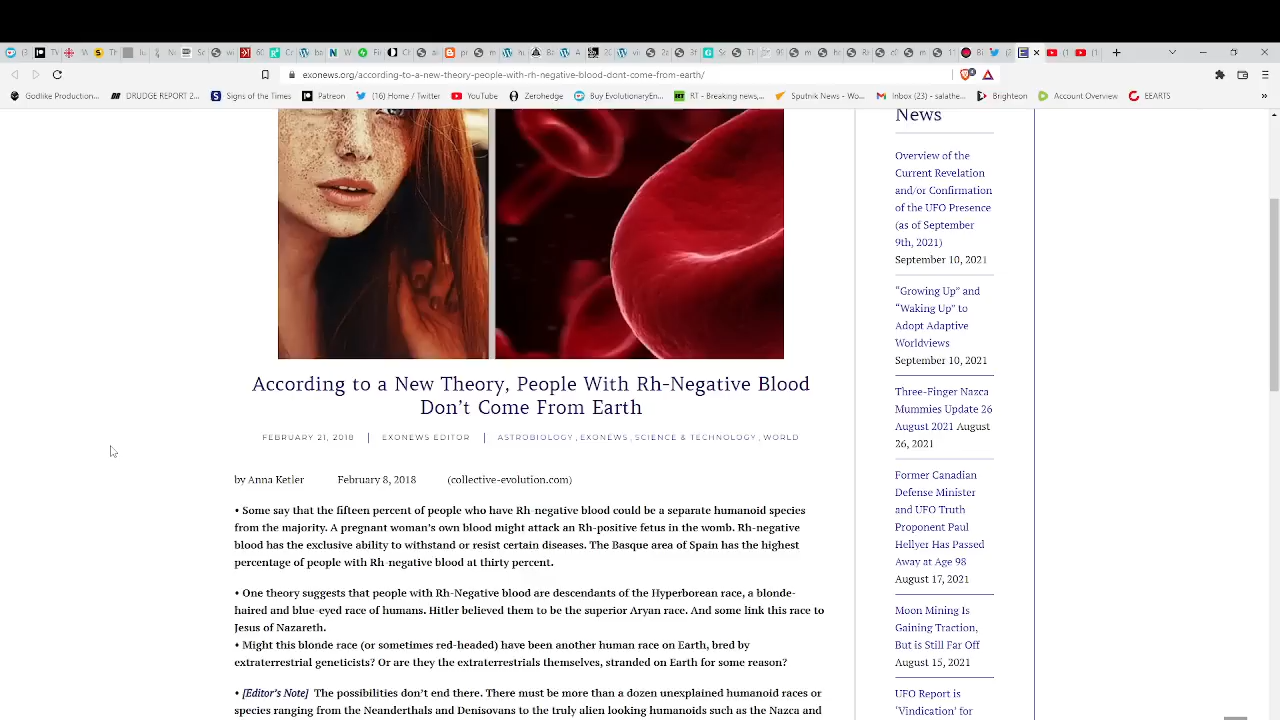 exonews.org/according-to-a-new-theory-people-with-rh-negative-blood-dont-come-from-earth/
Godlike Production... DRUDGE REPORT 2... Signs of the Times Patreon (16) Home / Twitter YouTube Zerohedge Buy EvolutionaryEn... RT - Breaking news,... Sputnik News - Wo... Inbox (23) - salathe... Brighteon Account Overview EEARTS
According to a New Theory, People With Rh-Negative Blood
Don't Come From Earth
FEBRUARY 21, 2018 | EXONEWS EDITOR | ASTROBIOLOGY, EXONEWS, SCIENCE & TECHNOLOGY, WORLD
by Anna Ketler February 8, 2018 (collective-evolution.com)
• Some say that the fifteen percent of people who have Rh-negative blood could be a separate humanoid species
from the majority. A pregnant woman's own blood might attack an Rh-positive fetus in the womb. Rh-negative
blood has the exclusive ability to withstand or resist certain diseases. The Basque area of Spain has the highest
percentage of people with Rh-negative blood at thirty percent.
• One theory suggests that people with Rh-Negative blood are descendants of the Hyperborean race, a blonde-
haired and blue-eyed race of humans. Hitler believed them to be the superior Aryan race. And some link this race to
Jesus of Nazareth.
• Might this blonde race (or sometimes red-headed) have been another human race on Earth, bred by
extraterrestrial geneticists? Or are they the extraterrestrials themselves, stranded on Earth for some reason?
• [Editor's Note] The possibilities don't end there. There must be more than a dozen unexplained humanoid races or
species ranging from the Neanderthals and Denisovans to the truly alien looking humanoids such as the Nazca and
News
Overview of the
Current Revelation
and/or Confirmation
of the UFO Presence
(as of September
9th, 2021)
September 10, 2021
"Growing Up" and
"Waking Up" to
Adopt Adaptive
Worldviews
September 10, 2021
Three-Finger Nazca
Mummies Update 26
August 2021 August
26, 2021
Former Canadian
Defense Minister
and UFO Truth
Proponent Paul
Hellyer Has Passed
Away at Age 98
August 17, 2021
Moon Mining Is
Gaining Traction,
But is Still Far Off
August 15, 2021
UFO Report is
'Vindication' for